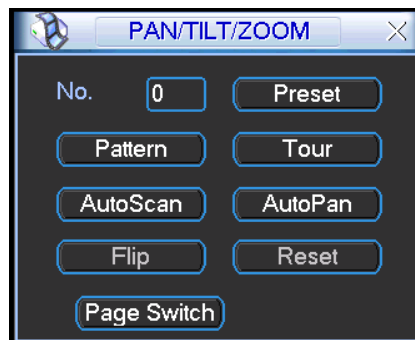 PAN/TILT/ZOOM
No. 0 Preset
Pattern Tour
AutoScan AutoPan
Flip Reset
Page Switch